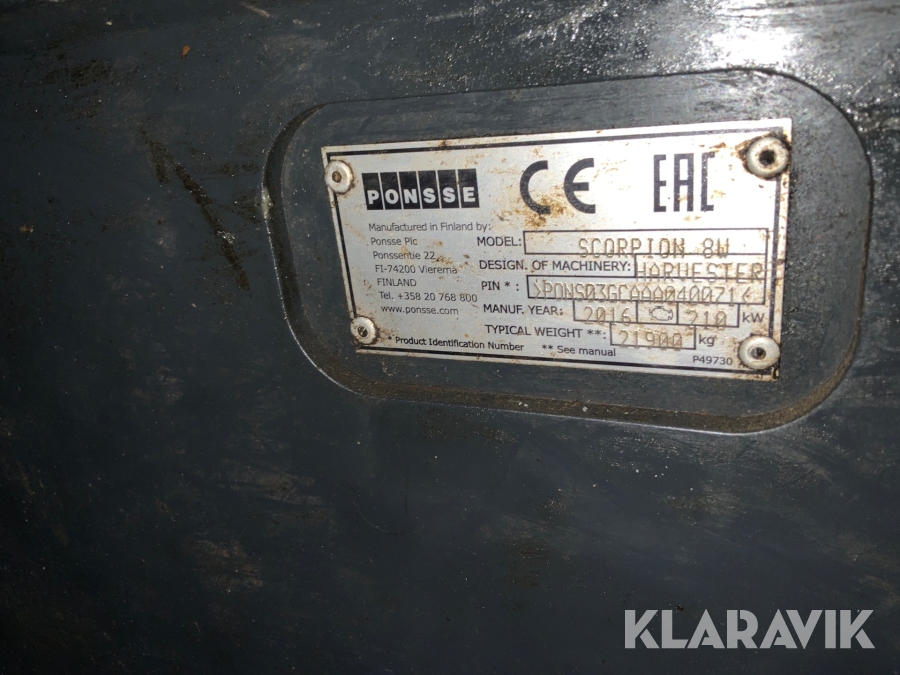 PONSSE CE EAC
Manufactured in Finland by:
Ponsse Plc
Ponssentie 22
FI-74200 Vieremä
FINLAND
Tel. +358 20 768 800
www.ponsse.com
MODEL: SCORPION 8W
DESIGN. OF MACHINERY: HARVESTER
PIN * :
MANUF. YEAR: 2016 210 kW
TYPICAL WEIGHT **: 21900 kg
* Product Identification Number ** See manual
P49730
KLARAVIK